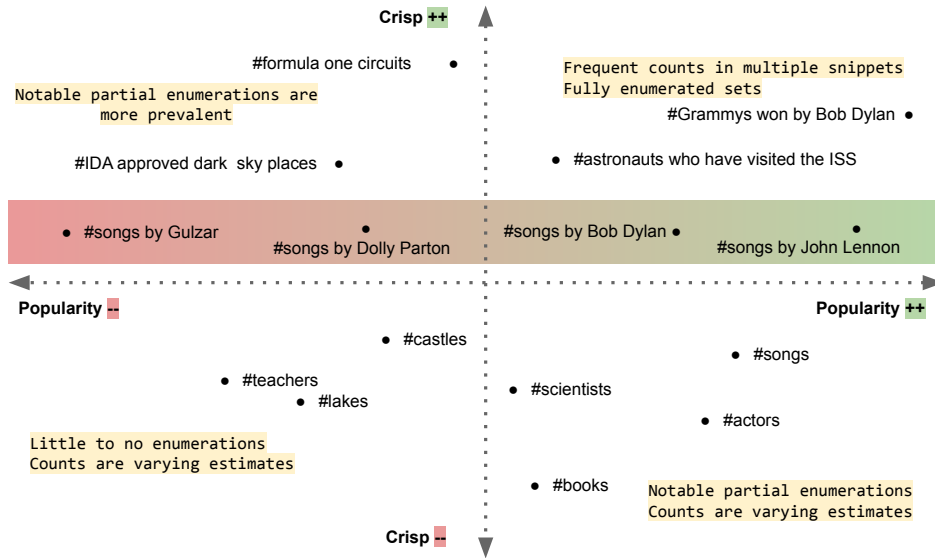 Crisp ++
#formula one circuits
Frequent counts in multiple snippets
Fully enumerated sets
Notable partial enumerations are
more prevalent
#Grammys won by Bob Dylan
#IDA approved dark sky places
#astronauts who have visited the ISS
#songs by Gulzar
#songs by Dolly Parton
#songs by Bob Dylan
#songs by John Lennon
Popularity --
Popularity ++
#castles
#songs
#teachers
#lakes
#scientists
#actors
Little to no enumerations
Counts are varying estimates
#books
Notable partial enumerations
Counts are varying estimates
Crisp --